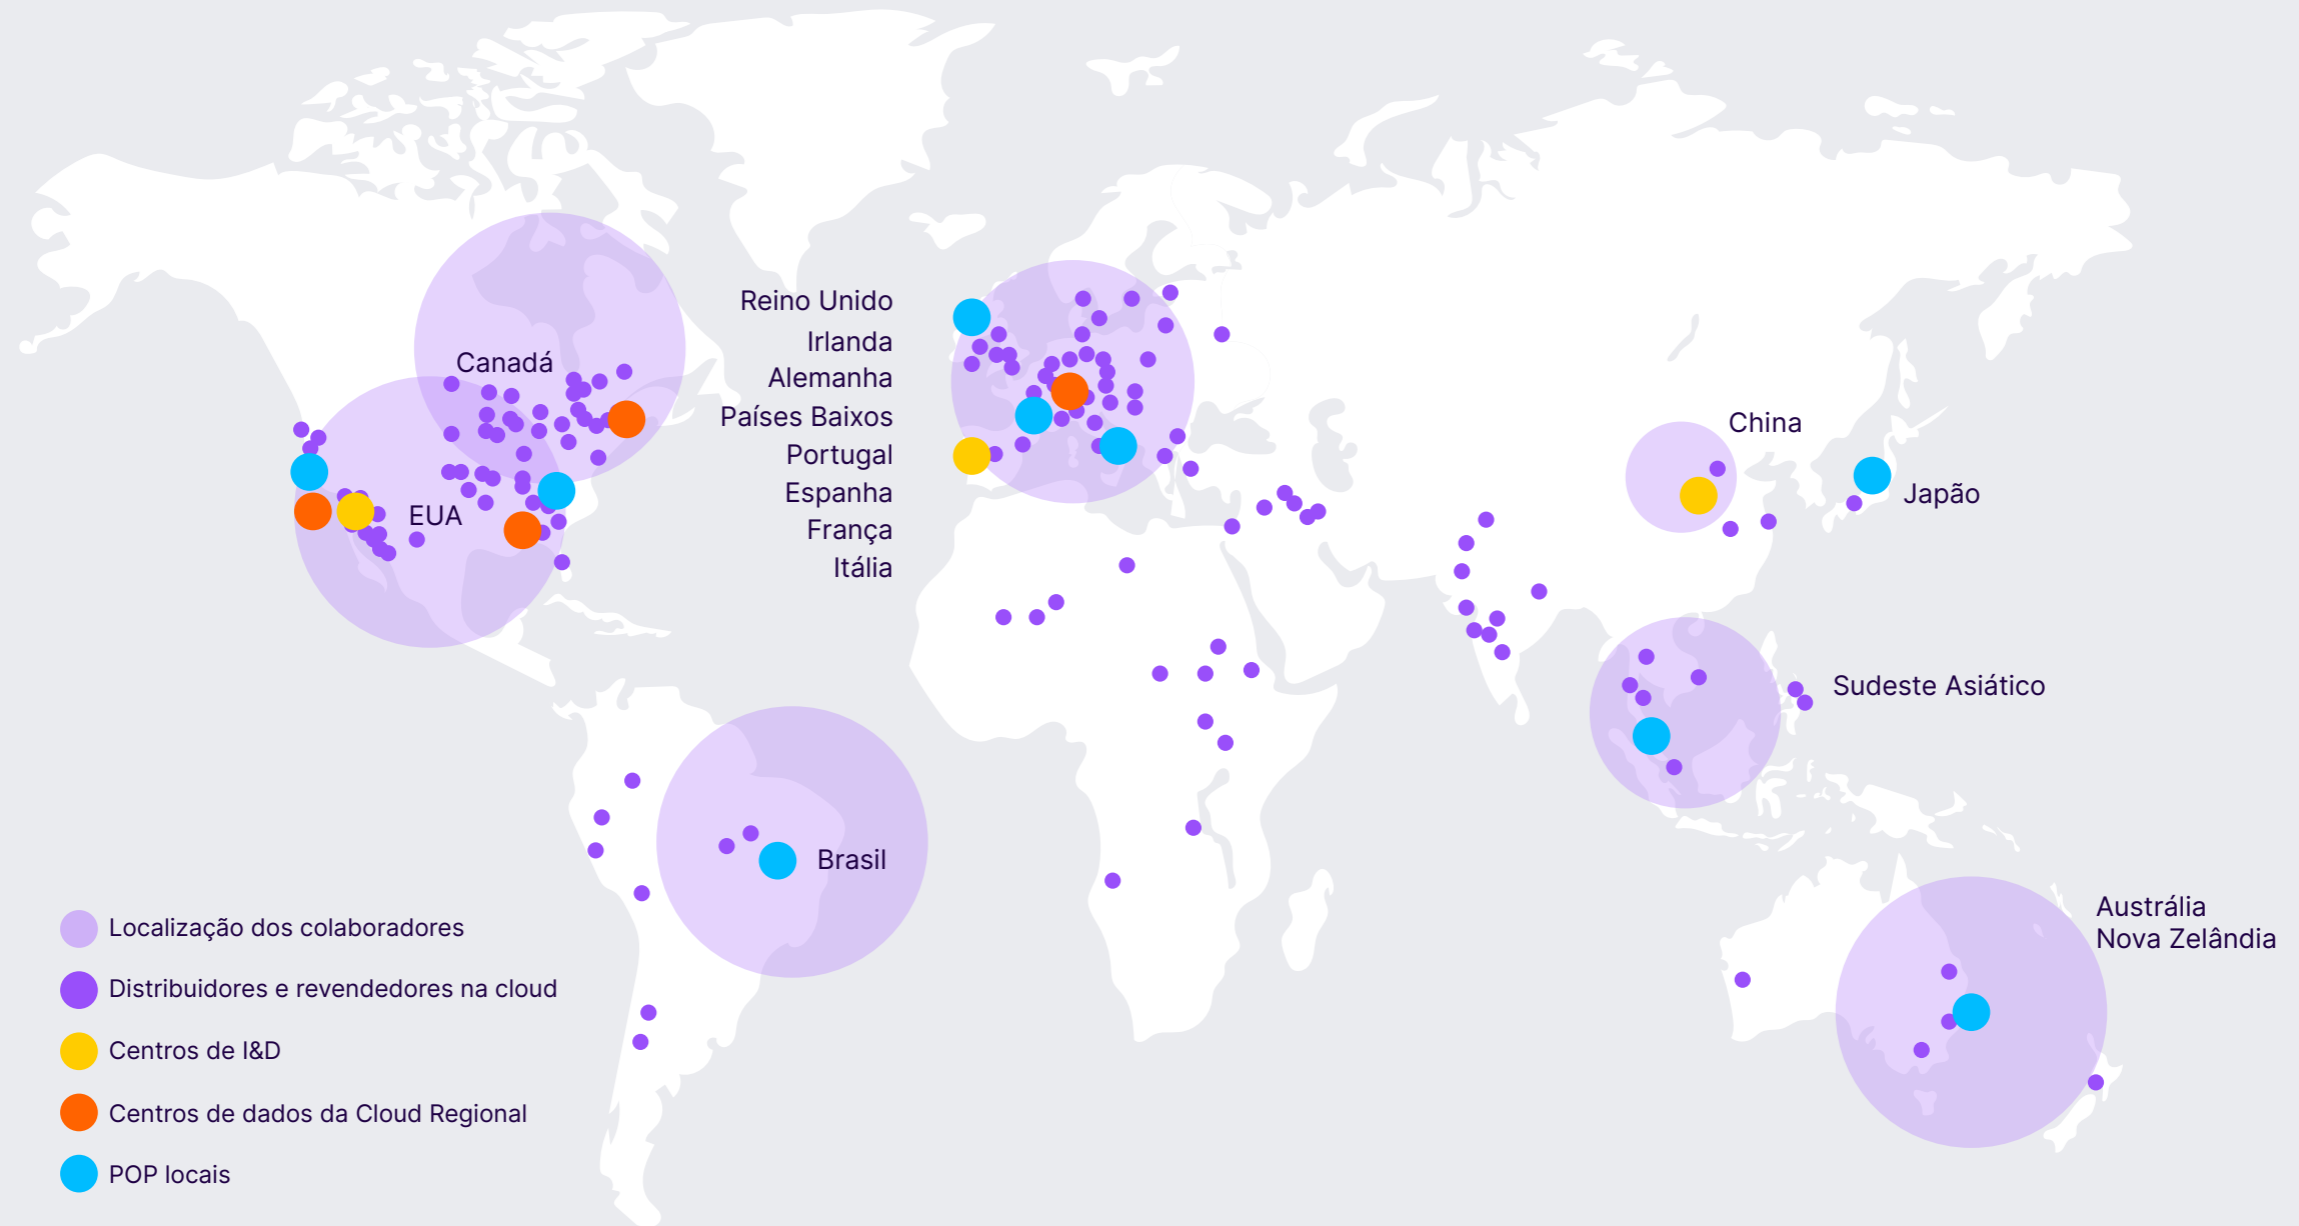 Canadá
EUA
Reino Unido
Irlanda
Alemanha
Países Baixos
Portugal
Espanha
França
Itália
China
Japão
Sudeste Asiático
Brasil
Austrália
Nova Zelândia
Localização dos colaboradores
Distribuidores e revendedores na cloud
Centros de I&D
Centros de dados da Cloud Regional
POP locais